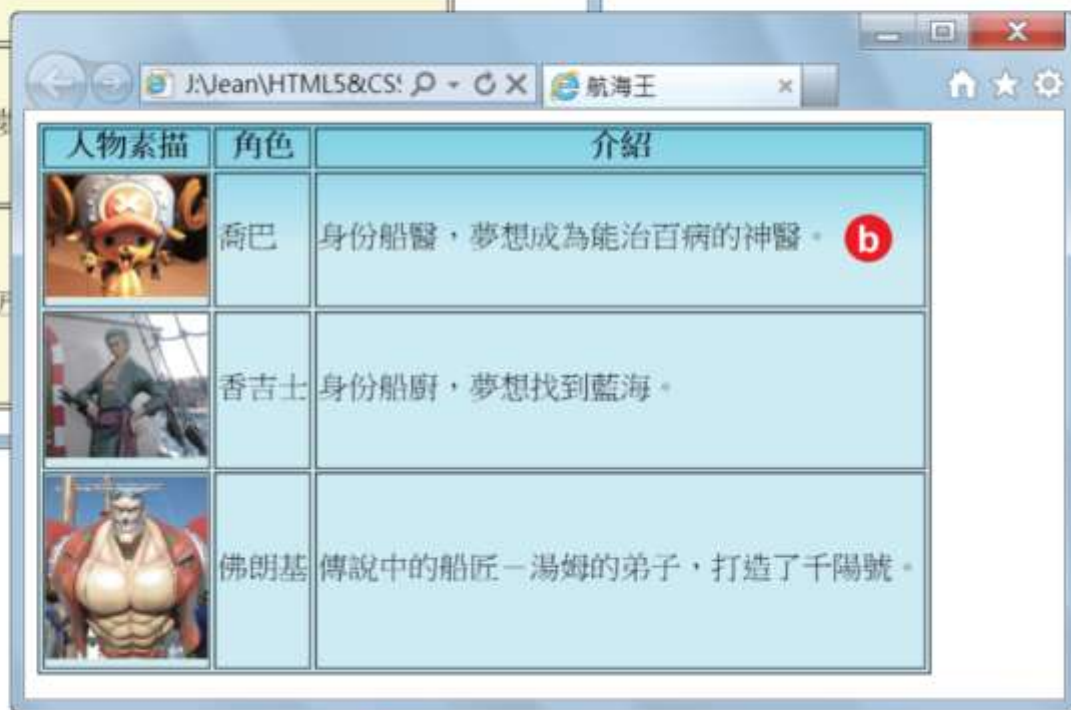 J:\Jean\HTML5&CS!
航海王
人物素描 角色 介紹
喬巴 身份船醫，夢想成為能治百病的神醫。 b
香吉士 身份船廚，夢想找到藍海。
佛朗基 傳說中的船匠－湯姆的弟子，打造了千陽號。